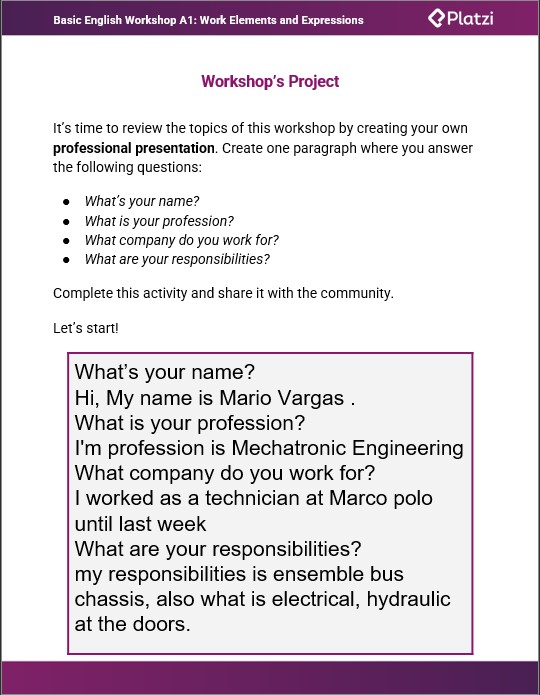 Basic English Workshop A1: Work Elements and Expressions
Platzi
Workshop's Project
It's time to review the topics of this workshop by creating your own
professional presentation. Create one paragraph where you answer
the following questions:
● What's your name?
● What is your profession?
● What company do you work for?
● What are your responsibilities?
Complete this activity and share it with the community.
Let's start!
What's your name?
Hi, My name is Mario Vargas .
What is your profession?
I'm profession is Mechatronic Engineering
What company do you work for?
I worked as a technician at Marco polo
until last week
What are your responsibilities?
my responsibilities is ensemble bus
chassis, also what is electrical, hydraulic
at the doors.